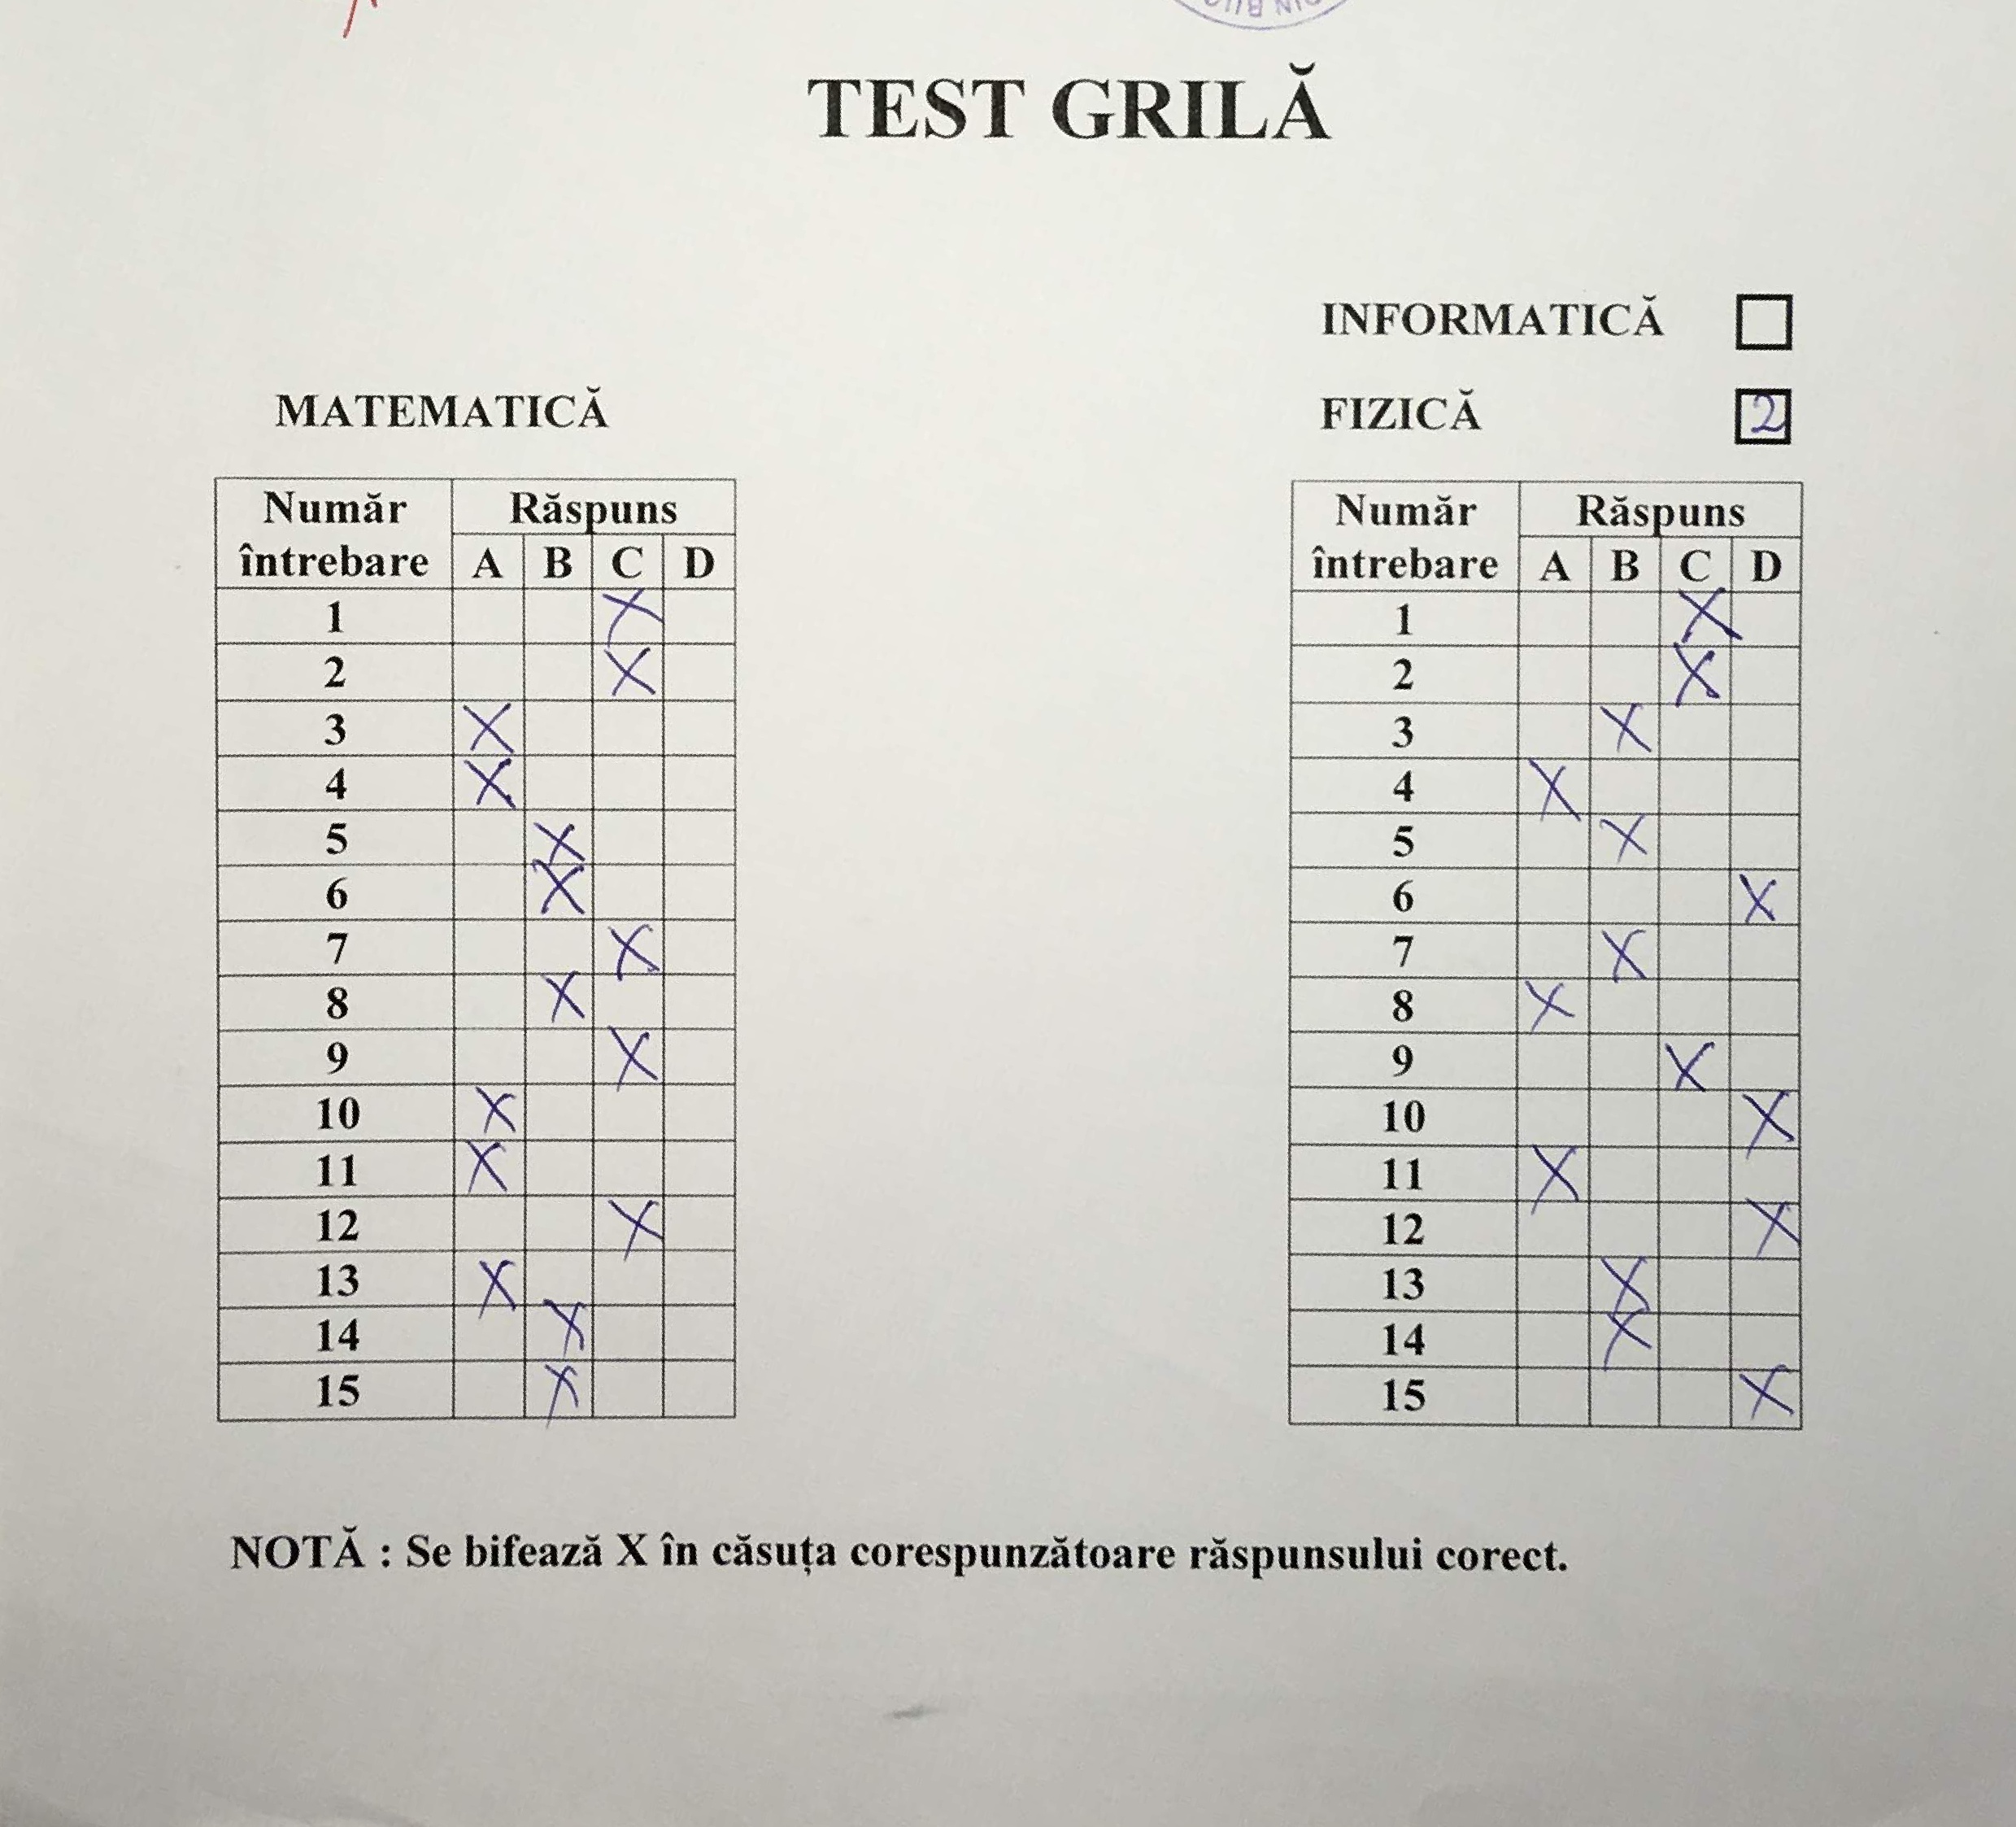 TEST GRILĂ
INFORMATICĂ
MATEMATICĂ
FIZICĂ 2
Număr întrebare Răspuns
A B C D
1 X
2 X
3 X
4 X
5 X
6 X
7 X
8 X
9 X
10 X
11 X
12 X
13 X
14 X
15 X
Număr întrebare Răspuns
A B C D
1 X
2 X
3 X
4 X
5 X
6 X
7 X
8 X
9 X
10 X
11 X
12 X
13 X
14 X
15 X
NOTĂ : Se bifează X în căsuța corespunzătoare răspunsului corect.